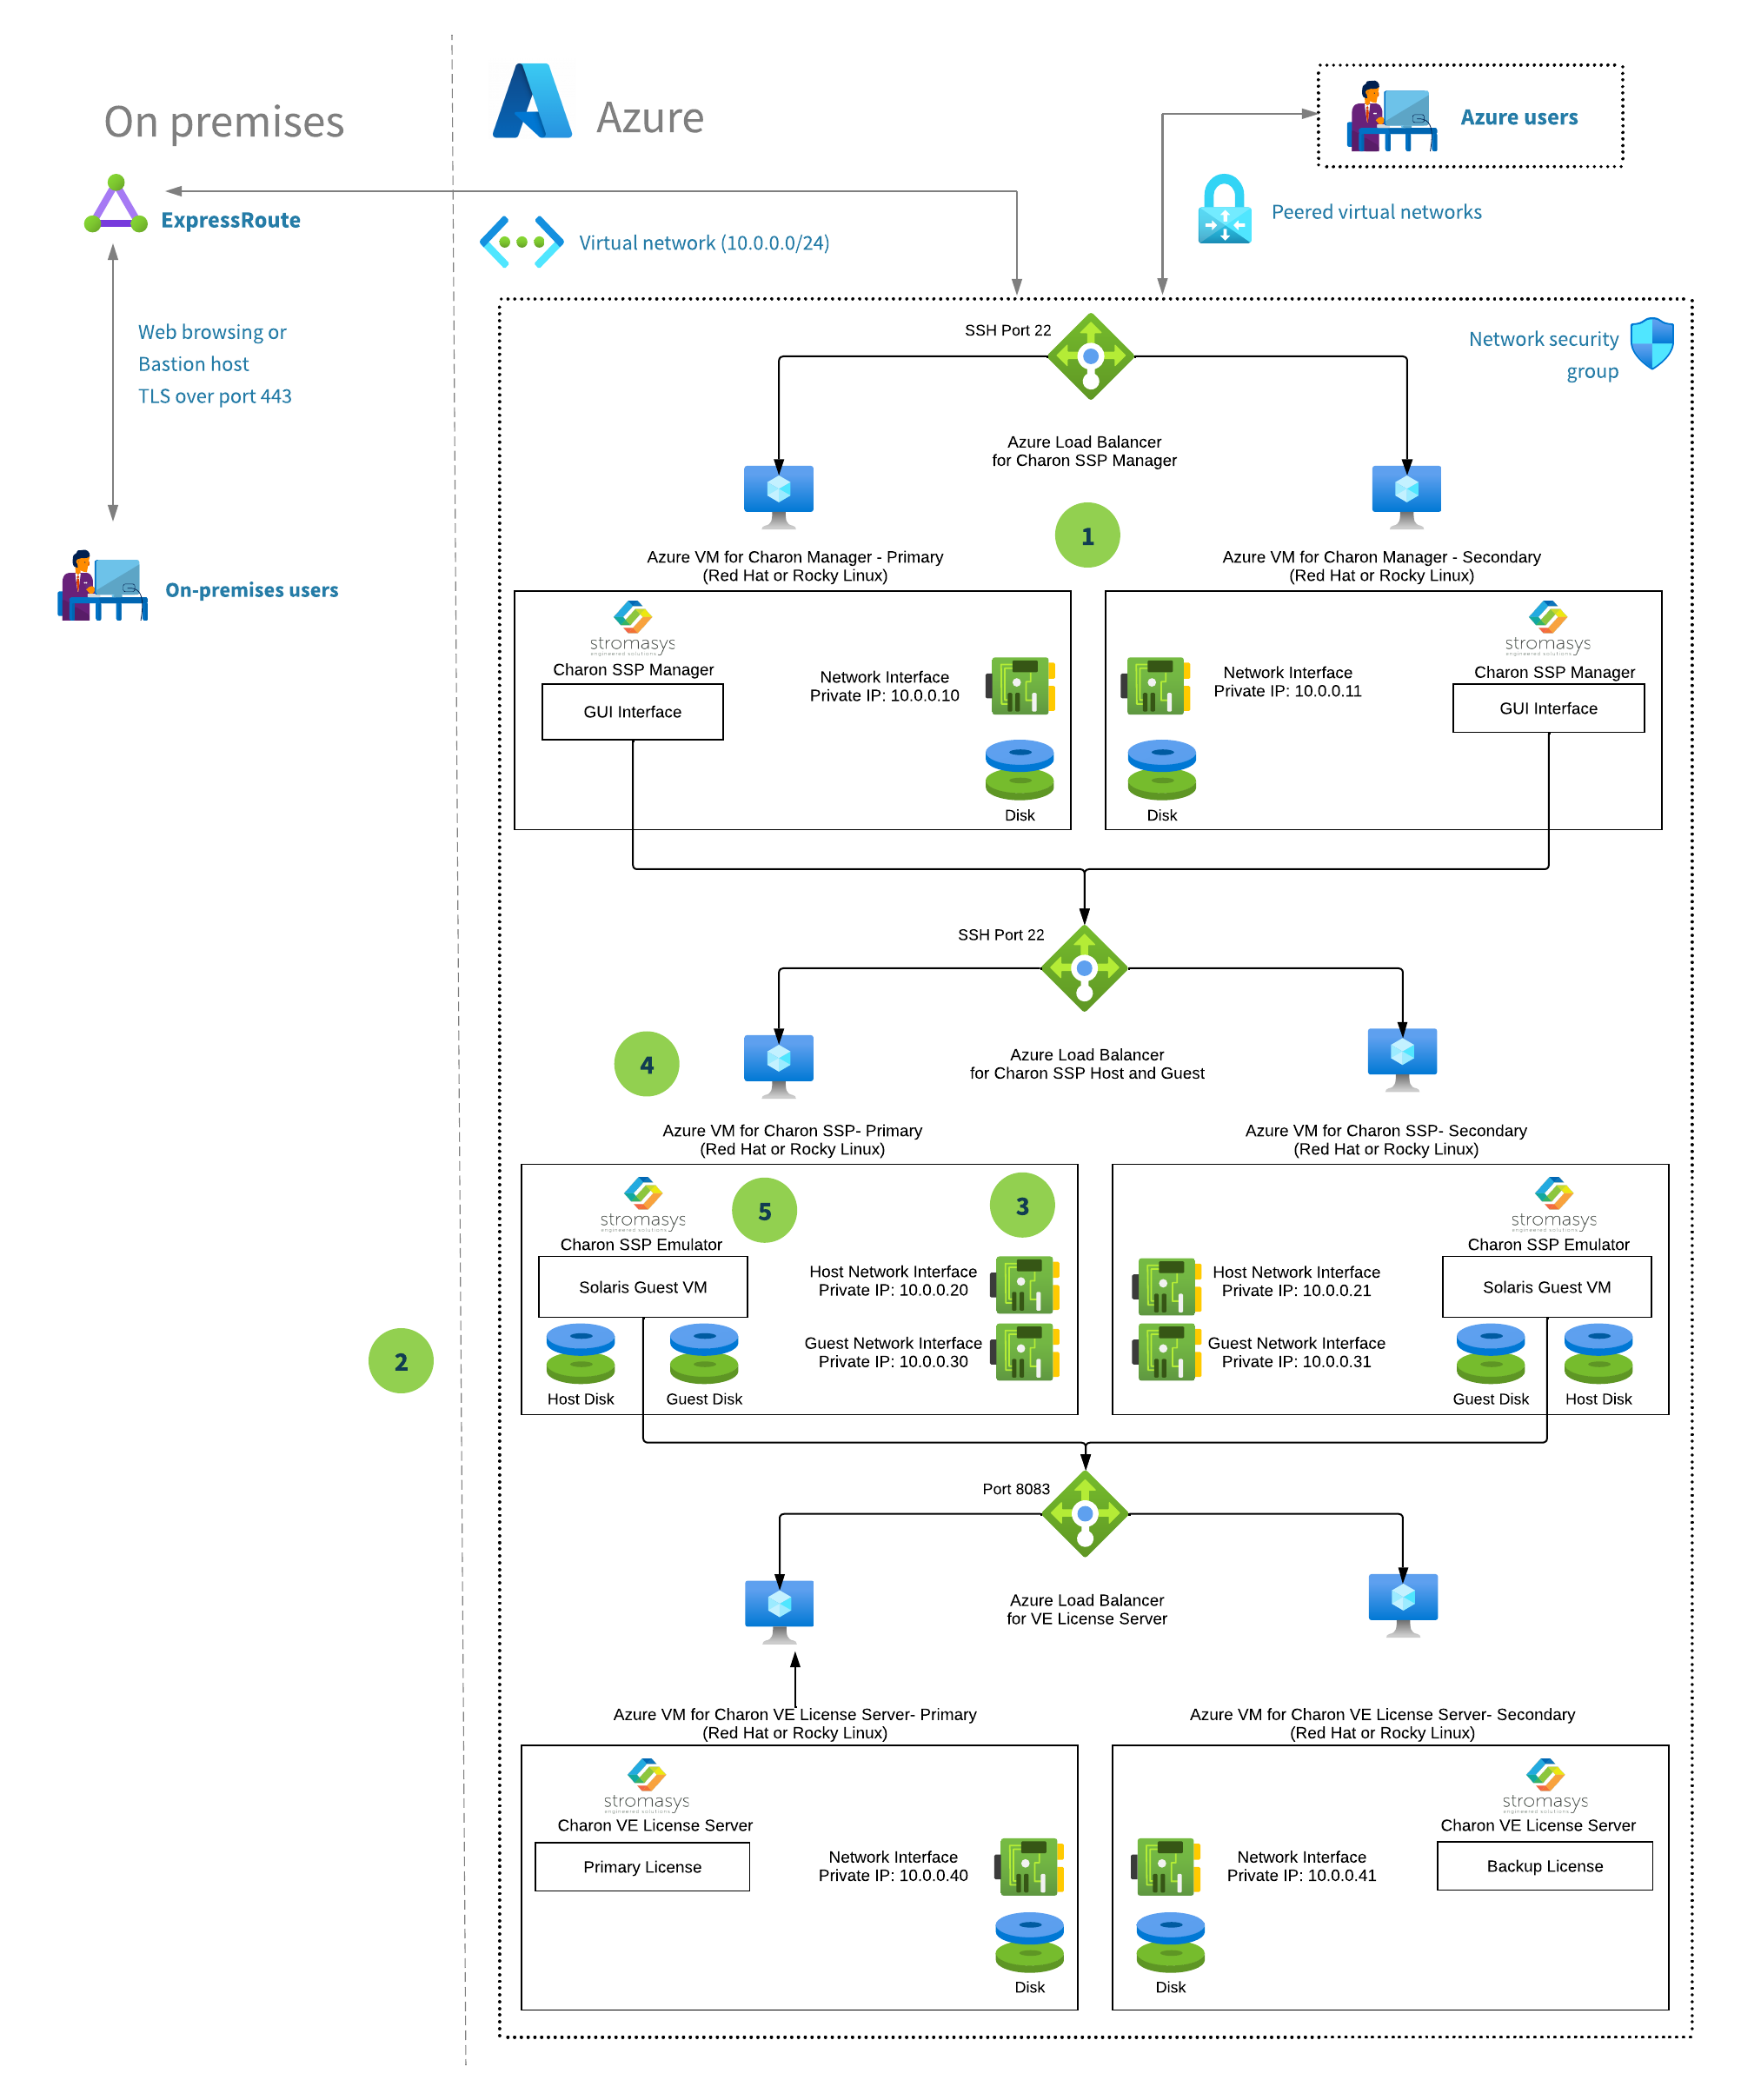 On premises
Azure
Azure users
ExpressRoute
Virtual network (10.0.0.0/24)
Peered virtual networks
Web browsing or
Bastion host
TLS over port 443
On-premises users
SSH Port 22
Network security
group
Azure Load Balancer
for Charon SSP Manager
1
Azure VM for Charon Manager - Primary
(Red Hat or Rocky Linux)
Azure VM for Charon Manager - Secondary
(Red Hat or Rocky Linux)
stromasys
engineered solutions
Charon SSP Manager
GUI Interface
Network Interface
Private IP: 10.0.0.10
Disk
Network Interface
Private IP: 10.0.0.11
Disk
stromasys
engineered solutions
Charon SSP Manager
GUI Interface
SSH Port 22
4
Azure Load Balancer
for Charon SSP Host and Guest
Azure VM for Charon SSP- Primary
(Red Hat or Rocky Linux)
Azure VM for Charon SSP- Secondary
(Red Hat or Rocky Linux)
stromasys
engineered solutions
5
3
Charon SSP Emulator
Solaris Guest VM
Host Network Interface
Private IP: 10.0.0.20
Guest Network Interface
Private IP: 10.0.0.30
Host Disk
Guest Disk
Host Network Interface
Private IP: 10.0.0.21
Guest Network Interface
Private IP: 10.0.0.31
stromasys
engineered solutions
Charon SSP Emulator
Solaris Guest VM
Guest Disk
Host Disk
2
Port 8083
Azure Load Balancer
for VE License Server
Azure VM for Charon VE License Server- Primary
(Red Hat or Rocky Linux)
Azure VM for Charon VE License Server- Secondary
(Red Hat or Rocky Linux)
stromasys
engineered solutions
Charon VE License Server
Primary License
Network Interface
Private IP: 10.0.0.40
Disk
Network Interface
Private IP: 10.0.0.41
Disk
stromasys
engineered solutions
Charon VE License Server
Backup License